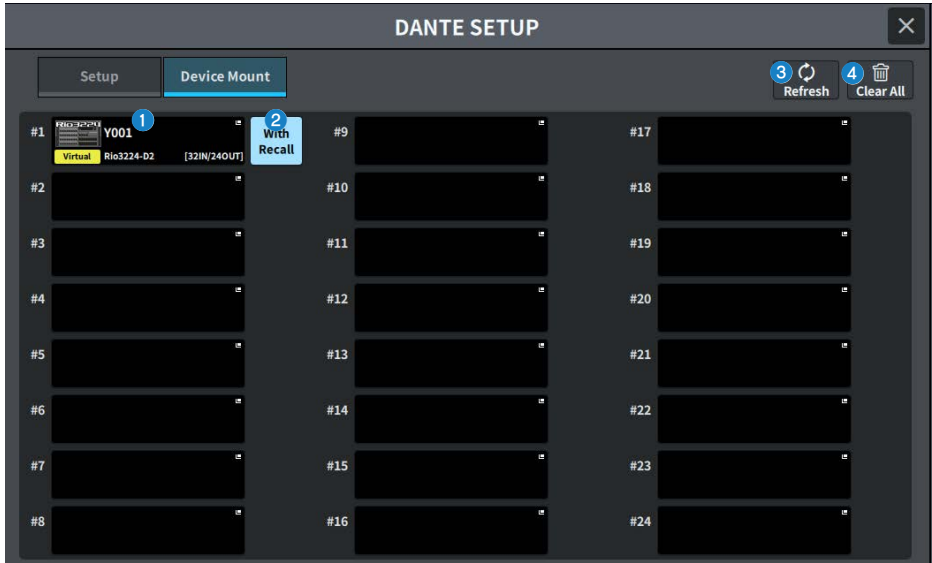 DANTE SETUP
Setup
Device Mount
3
Refresh
4
Clear All
#1
Rio3224
1
Y001
Virtual
Rio3224-D2
[32IN/24OUT]
2
With
Recall
#9
#17
#2
#10
#18
#3
#11
#19
#4
#12
#20
#5
#13
#21
#6
#14
#22
#7
#15
#23
#8
#16
#24